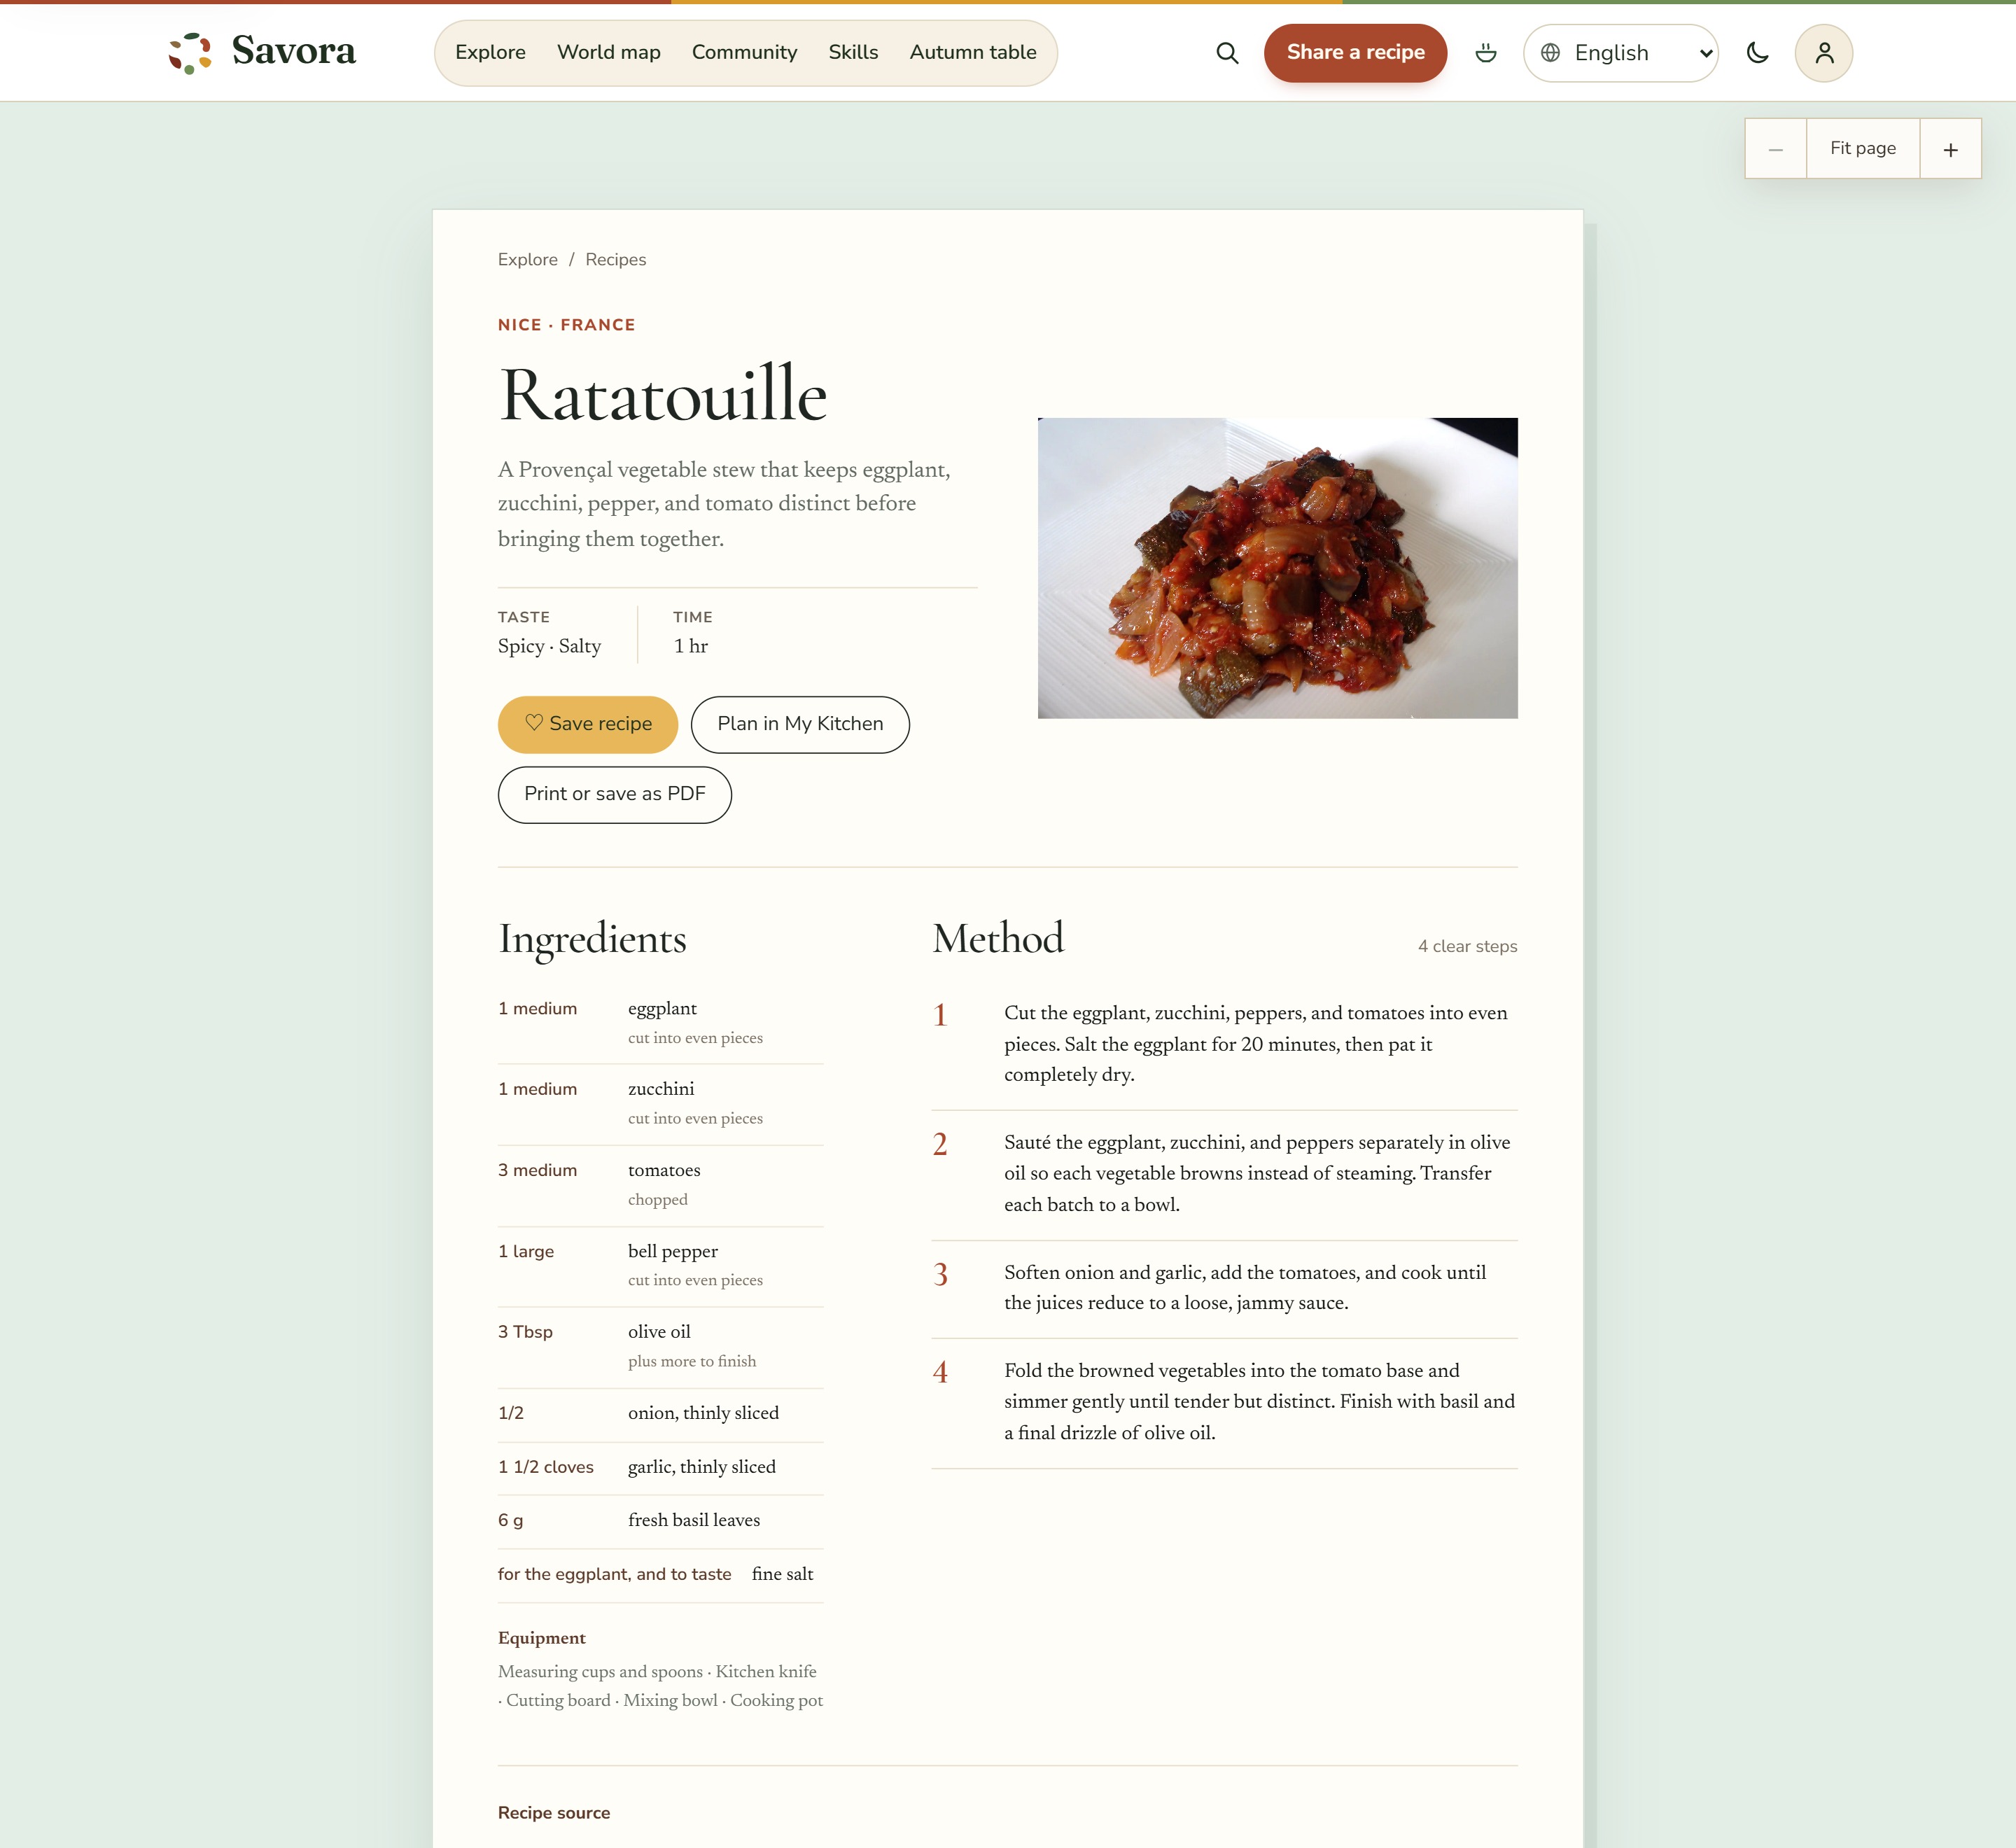 Savora
Explore World map Community Skills Autumn table
Share a recipe
English
− Fit page +
Explore / Recipes
NICE · FRANCE
Ratatouille
A Provençal vegetable stew that keeps eggplant,
zucchini, pepper, and tomato distinct before
bringing them together.
TASTE
Spicy · Salty
TIME
1 hr
♡ Save recipe
Plan in My Kitchen
Print or save as PDF
Ingredients
1 medium eggplant
cut into even pieces
1 medium zucchini
cut into even pieces
3 medium tomatoes
chopped
1 large bell pepper
cut into even pieces
3 Tbsp olive oil
plus more to finish
1/2 onion, thinly sliced
1 1/2 cloves garlic, thinly sliced
6 g fresh basil leaves
for the eggplant, and to taste fine salt
Equipment
Measuring cups and spoons · Kitchen knife
· Cutting board · Mixing bowl · Cooking pot
Method
4 clear steps
1 Cut the eggplant, zucchini, peppers, and tomatoes into even
pieces. Salt the eggplant for 20 minutes, then pat it
completely dry.
2 Sauté the eggplant, zucchini, and peppers separately in olive
oil so each vegetable browns instead of steaming. Transfer
each batch to a bowl.
3 Soften onion and garlic, add the tomatoes, and cook until
the juices reduce to a loose, jammy sauce.
4 Fold the browned vegetables into the tomato base and
simmer gently until tender but distinct. Finish with basil and
a final drizzle of olive oil.
Recipe source